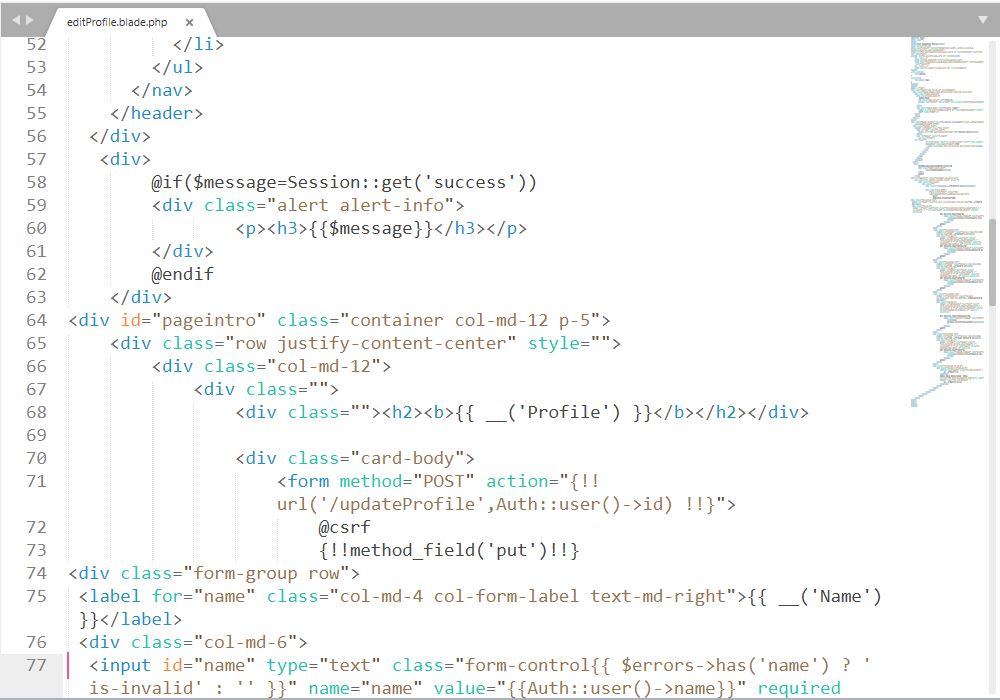 editProfile.blade.php ×
52 </li>
53 </ul>
54 </nav>
55 </header>
56 </div>
57 <div>
58 @if($message=Session::get('success'))
59 <div class="alert alert-info">
60 <p><h3>{{$message}}</h3></p>
61 </div>
62 @endif
63 </div>
64 <div id="pageintro" class="container col-md-12 p-5">
65 <div class="row justify-content-center" style="">
66 <div class="col-md-12">
67 <div class="">
68 <div class=""><h2><b>{{ __('Profile') }}</b></h2></div>
69
70 <div class="card-body">
71 <form method="POST" action="{!!
url('/updateProfile',Auth::user()->id) !!}">
72 @csrf
73 {!!method_field('put')!!}
74 <div class="form-group row">
75 <label for="name" class="col-md-4 col-form-label text-md-right">{{ __('Name')
}}</label>
76 <div class="col-md-6">
77 <input id="name" type="text" class="form-control{{ $errors->has('name') ? '
is-invalid' : '' }}" name="name" value="{{Auth::user()->name}}" required